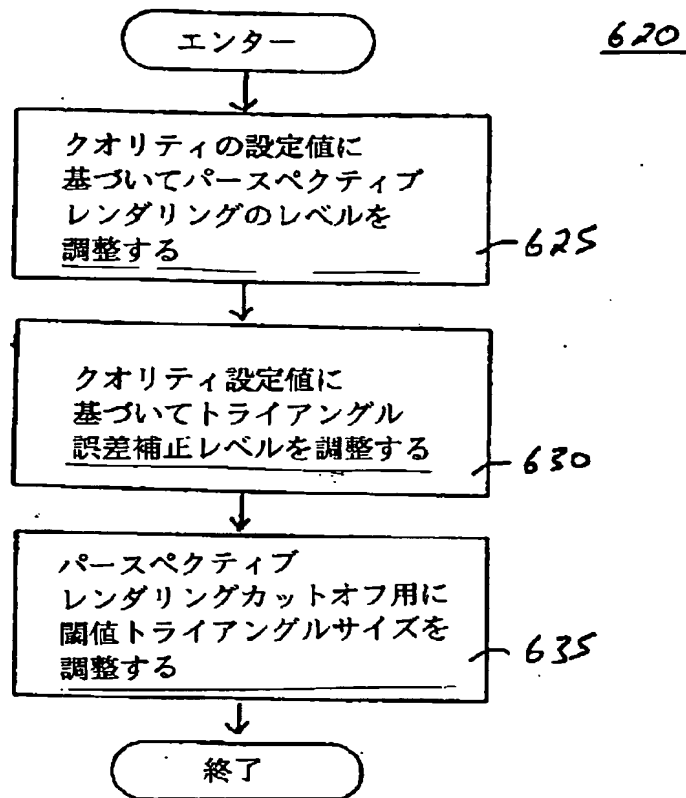 エンター
620
クオリティの設定値に
基づいてパースペクティブ
レンダリングのレベルを
調整する
625
クオリティ設定値に
基づいてトライアングル
誤差補正レベルを調整する
630
パースペクティブ
レンダリングカットオフ用に
閾値トライアングルサイズを
調整する
635
終了